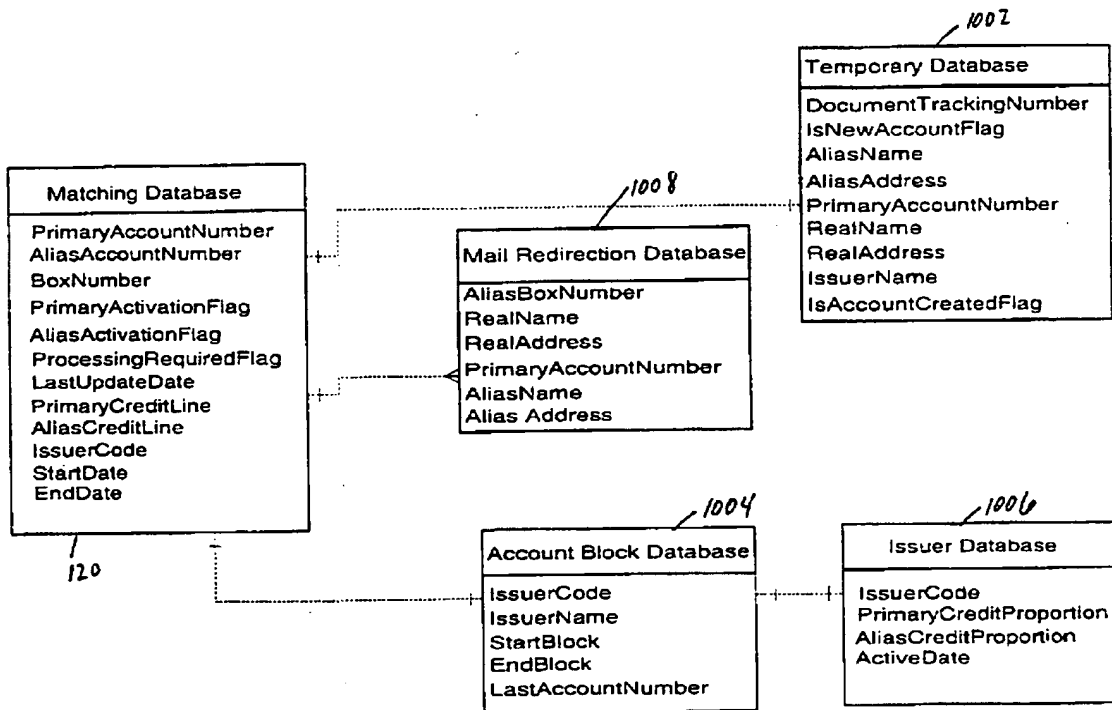 1002
Temporary Database
DocumentTrackingNumber
IsNewAccountFlag
AliasName
AliasAddress
PrimaryAccountNumber
RealName
RealAddress
IssuerName
IsAccountCreatedFlag
Matching Database
PrimaryAccountNumber
AliasAccountNumber
BoxNumber
PrimaryActivationFlag
AliasActivationFlag
ProcessingRequiredFlag
LastUpdateDate
PrimaryCreditLine
AliasCreditLine
IssuerCode
StartDate
EndDate
120
1008
Mail Redirection Database
AliasBoxNumber
RealName
RealAddress
PrimaryAccountNumber
AliasName
Alias Address
1004
Account Block Database
IssuerCode
IssuerName
StartBlock
EndBlock
LastAccountNumber
1006
Issuer Database
IssuerCode
PrimaryCreditProportion
AliasCreditProportion
ActiveDate